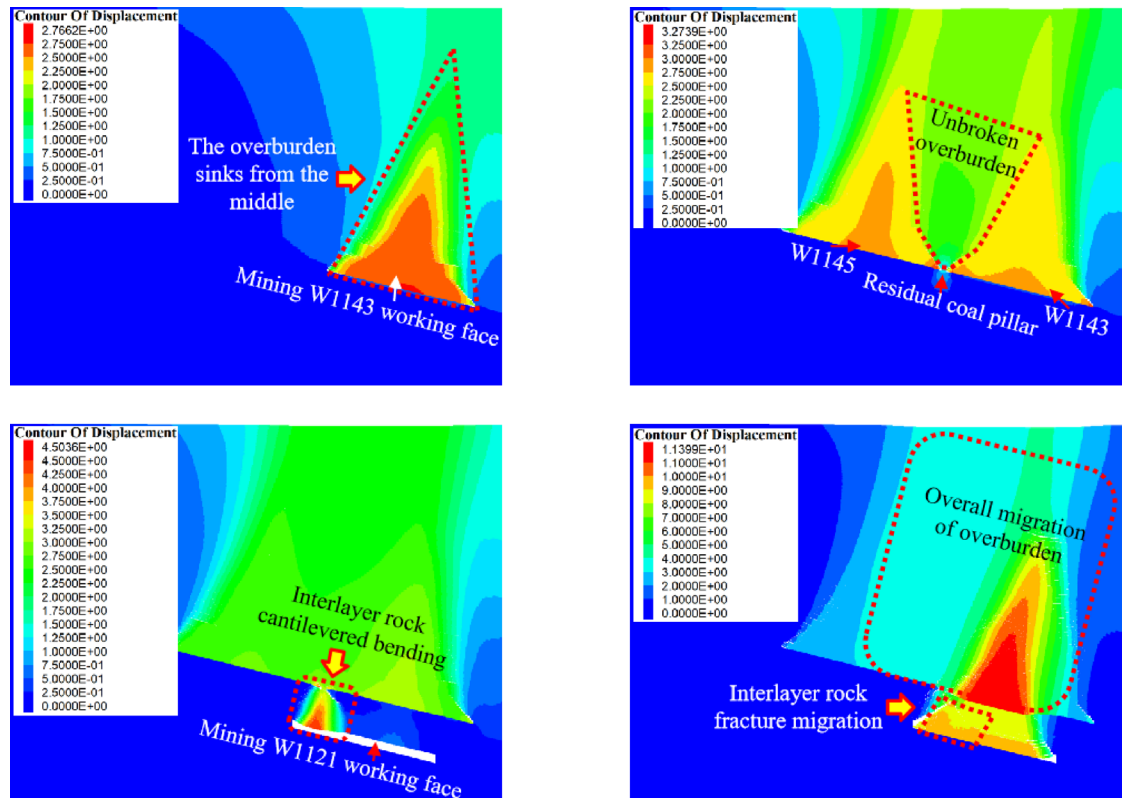 Contour Of Displacement
2.7662E+00
2.7500E+00
2.5000E+00
2.2500E+00
2.0000E+00
1.7500E+00
1.5000E+00
1.2500E+00
1.0000E+00
7.5000E-01
5.0000E-01
2.5000E-01
0.0000E+00
The overburden
sinks from the
middle
Mining W1143 working face
Contour Of Displacement
3.2739E+00
3.2500E+00
3.0000E+00
2.7500E+00
2.5000E+00
2.2500E+00
2.0000E+00
1.7500E+00
1.5000E+00
1.2500E+00
1.0000E+00
7.5000E-01
5.0000E-01
2.5000E-01
0.0000E+00
Unbroken
overburden
W1145
Residual coal pillar
W1143
Contour Of Displacement
4.5036E+00
4.5000E+00
4.2500E+00
4.0000E+00
3.7500E+00
3.5000E+00
3.2500E+00
3.0000E+00
2.7500E+00
2.5000E+00
2.2500E+00
2.0000E+00
1.7500E+00
1.5000E+00
1.2500E+00
1.0000E+00
7.5000E-01
5.0000E-01
2.5000E-01
0.0000E+00
Interlayer rock
cantilevered bending
Mining W1121 working face
Contour Of Displacement
1.1399E+01
1.1000E+01
1.0000E+01
9.0000E+00
8.0000E+00
7.0000E+00
6.0000E+00
5.0000E+00
4.0000E+00
3.0000E+00
2.0000E+00
1.0000E+00
0.0000E+00
Overall migration
of overburden
Interlayer rock
fracture migration